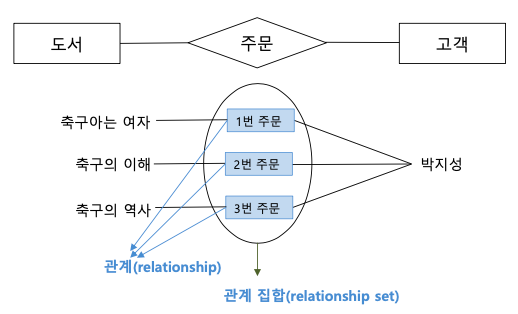 도서
주문
고객
축구아는 여자
1번 주문
축구의 이해
2번 주문
박지성
축구의 역사
3번 주문
관계(relationship)
관계 집합(relationship set)